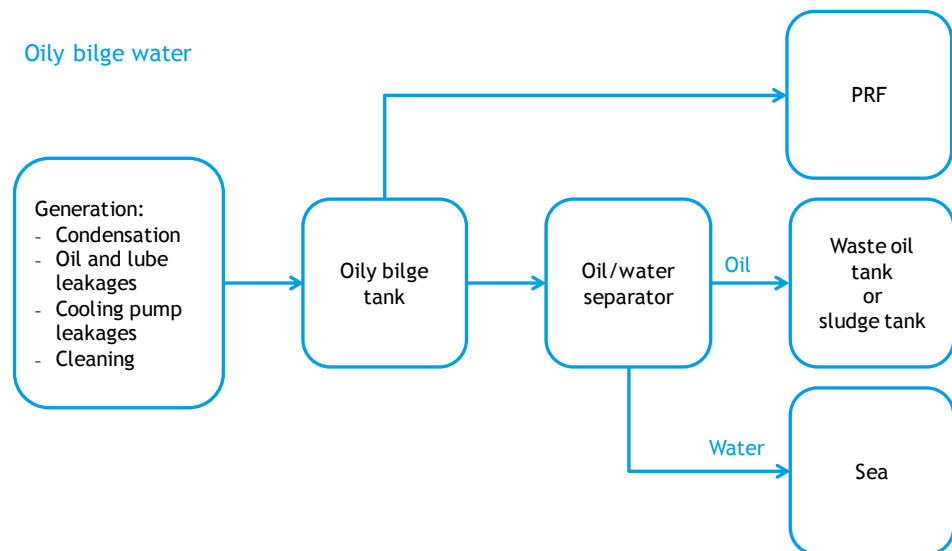 Oily bilge water
PRF
Generation:
- Condensation
- Oil and lube
leakages
- Cooling pump
leakages
- Cleaning
Oily bilge
tank
Oil/water
separator
Oil
Waste oil
tank
or
sludge tank
Water
Sea